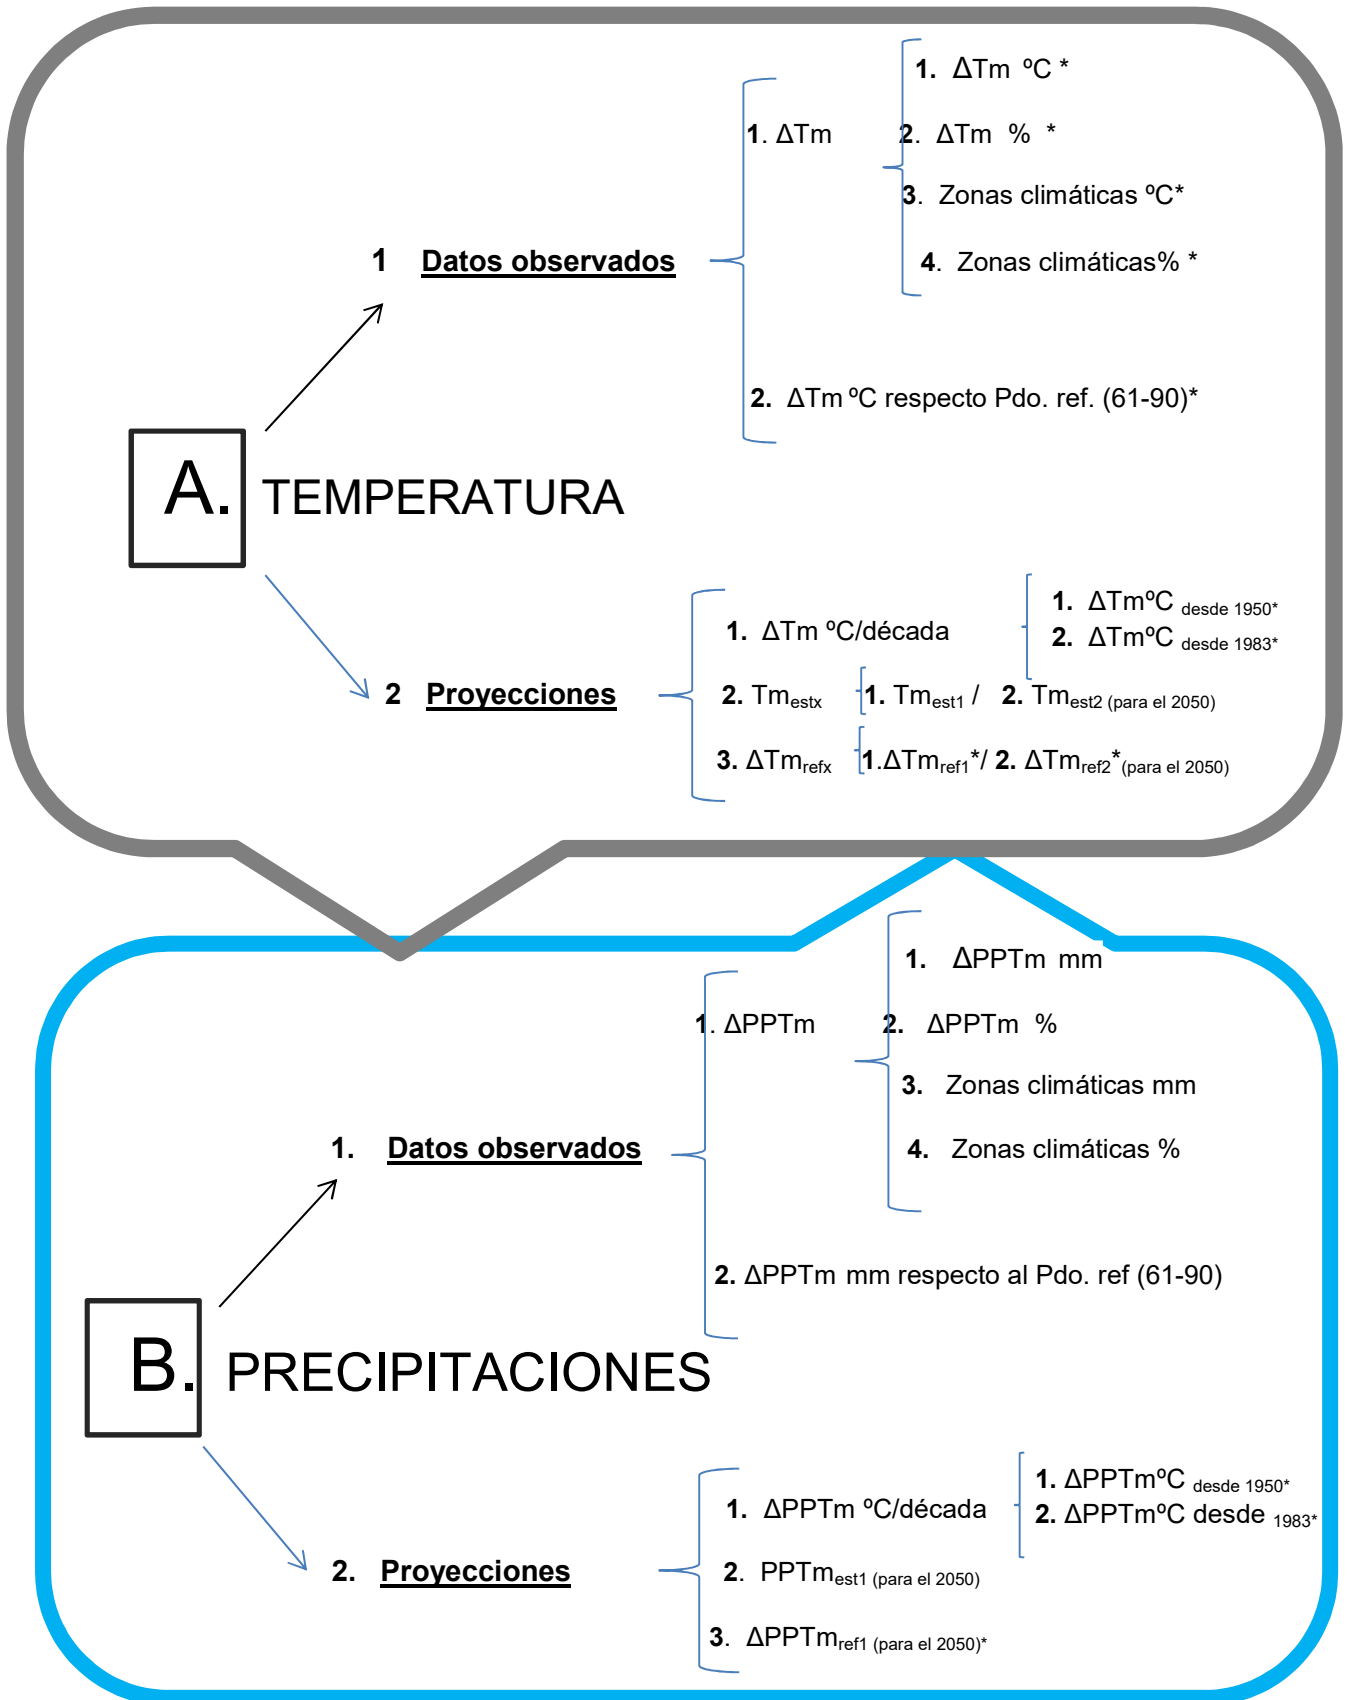 1. ΔTm ºC *
1. ΔTm
2. ΔTm % *
3. Zonas climáticas ºC*
1 Datos observados
4. Zonas climáticas% *
2. ΔTm ºC respecto Pdo. ref. (61-90)*
A. TEMPERATURA
1. ΔTm ºC/década
1. ΔTmºC desde 1950*
2. ΔTmºC desde 1983*
2 Proyecciones
2. Tmestx
1. Tmest1 / 2. Tmest2 (para el 2050)
3. ΔTmrefx
1.ΔTmref1*/ 2. ΔTmref2*(para el 2050)
1. ΔPPTm mm
1. ΔPPTm
2. ΔPPTm %
3. Zonas climáticas mm
1. Datos observados
4. Zonas climáticas %
2. ΔPPTm mm respecto al Pdo. ref (61-90)
B. PRECIPITACIONES
1. ΔPPTm ºC/década
1. ΔPPTmºC desde 1950*
2. ΔPPTmºC desde 1983*
2. Proyecciones
2. PPTmest1 (para el 2050)
3. ΔPPTmref1 (para el 2050)*